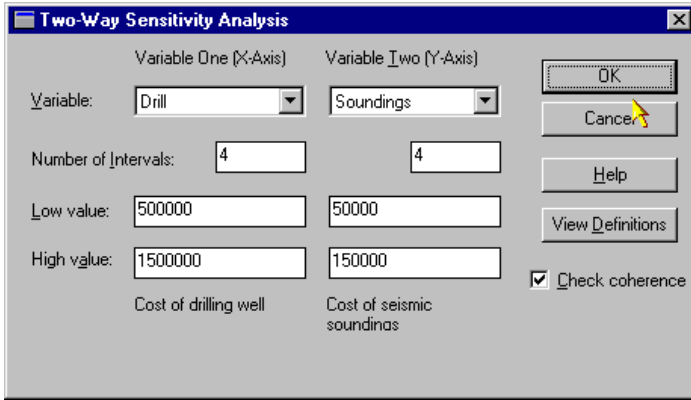 Two-Way Sensitivity Analysis
Variable One (X-Axis) Variable Two (Y-Axis)
Variable: Drill Soundings
Number of Intervals: 4 4
Low value: 500000 50000
High value: 1500000 150000
Cost of drilling well Cost of seismic
soundings
OK
Cancel
Help
View Definitions
Check coherence